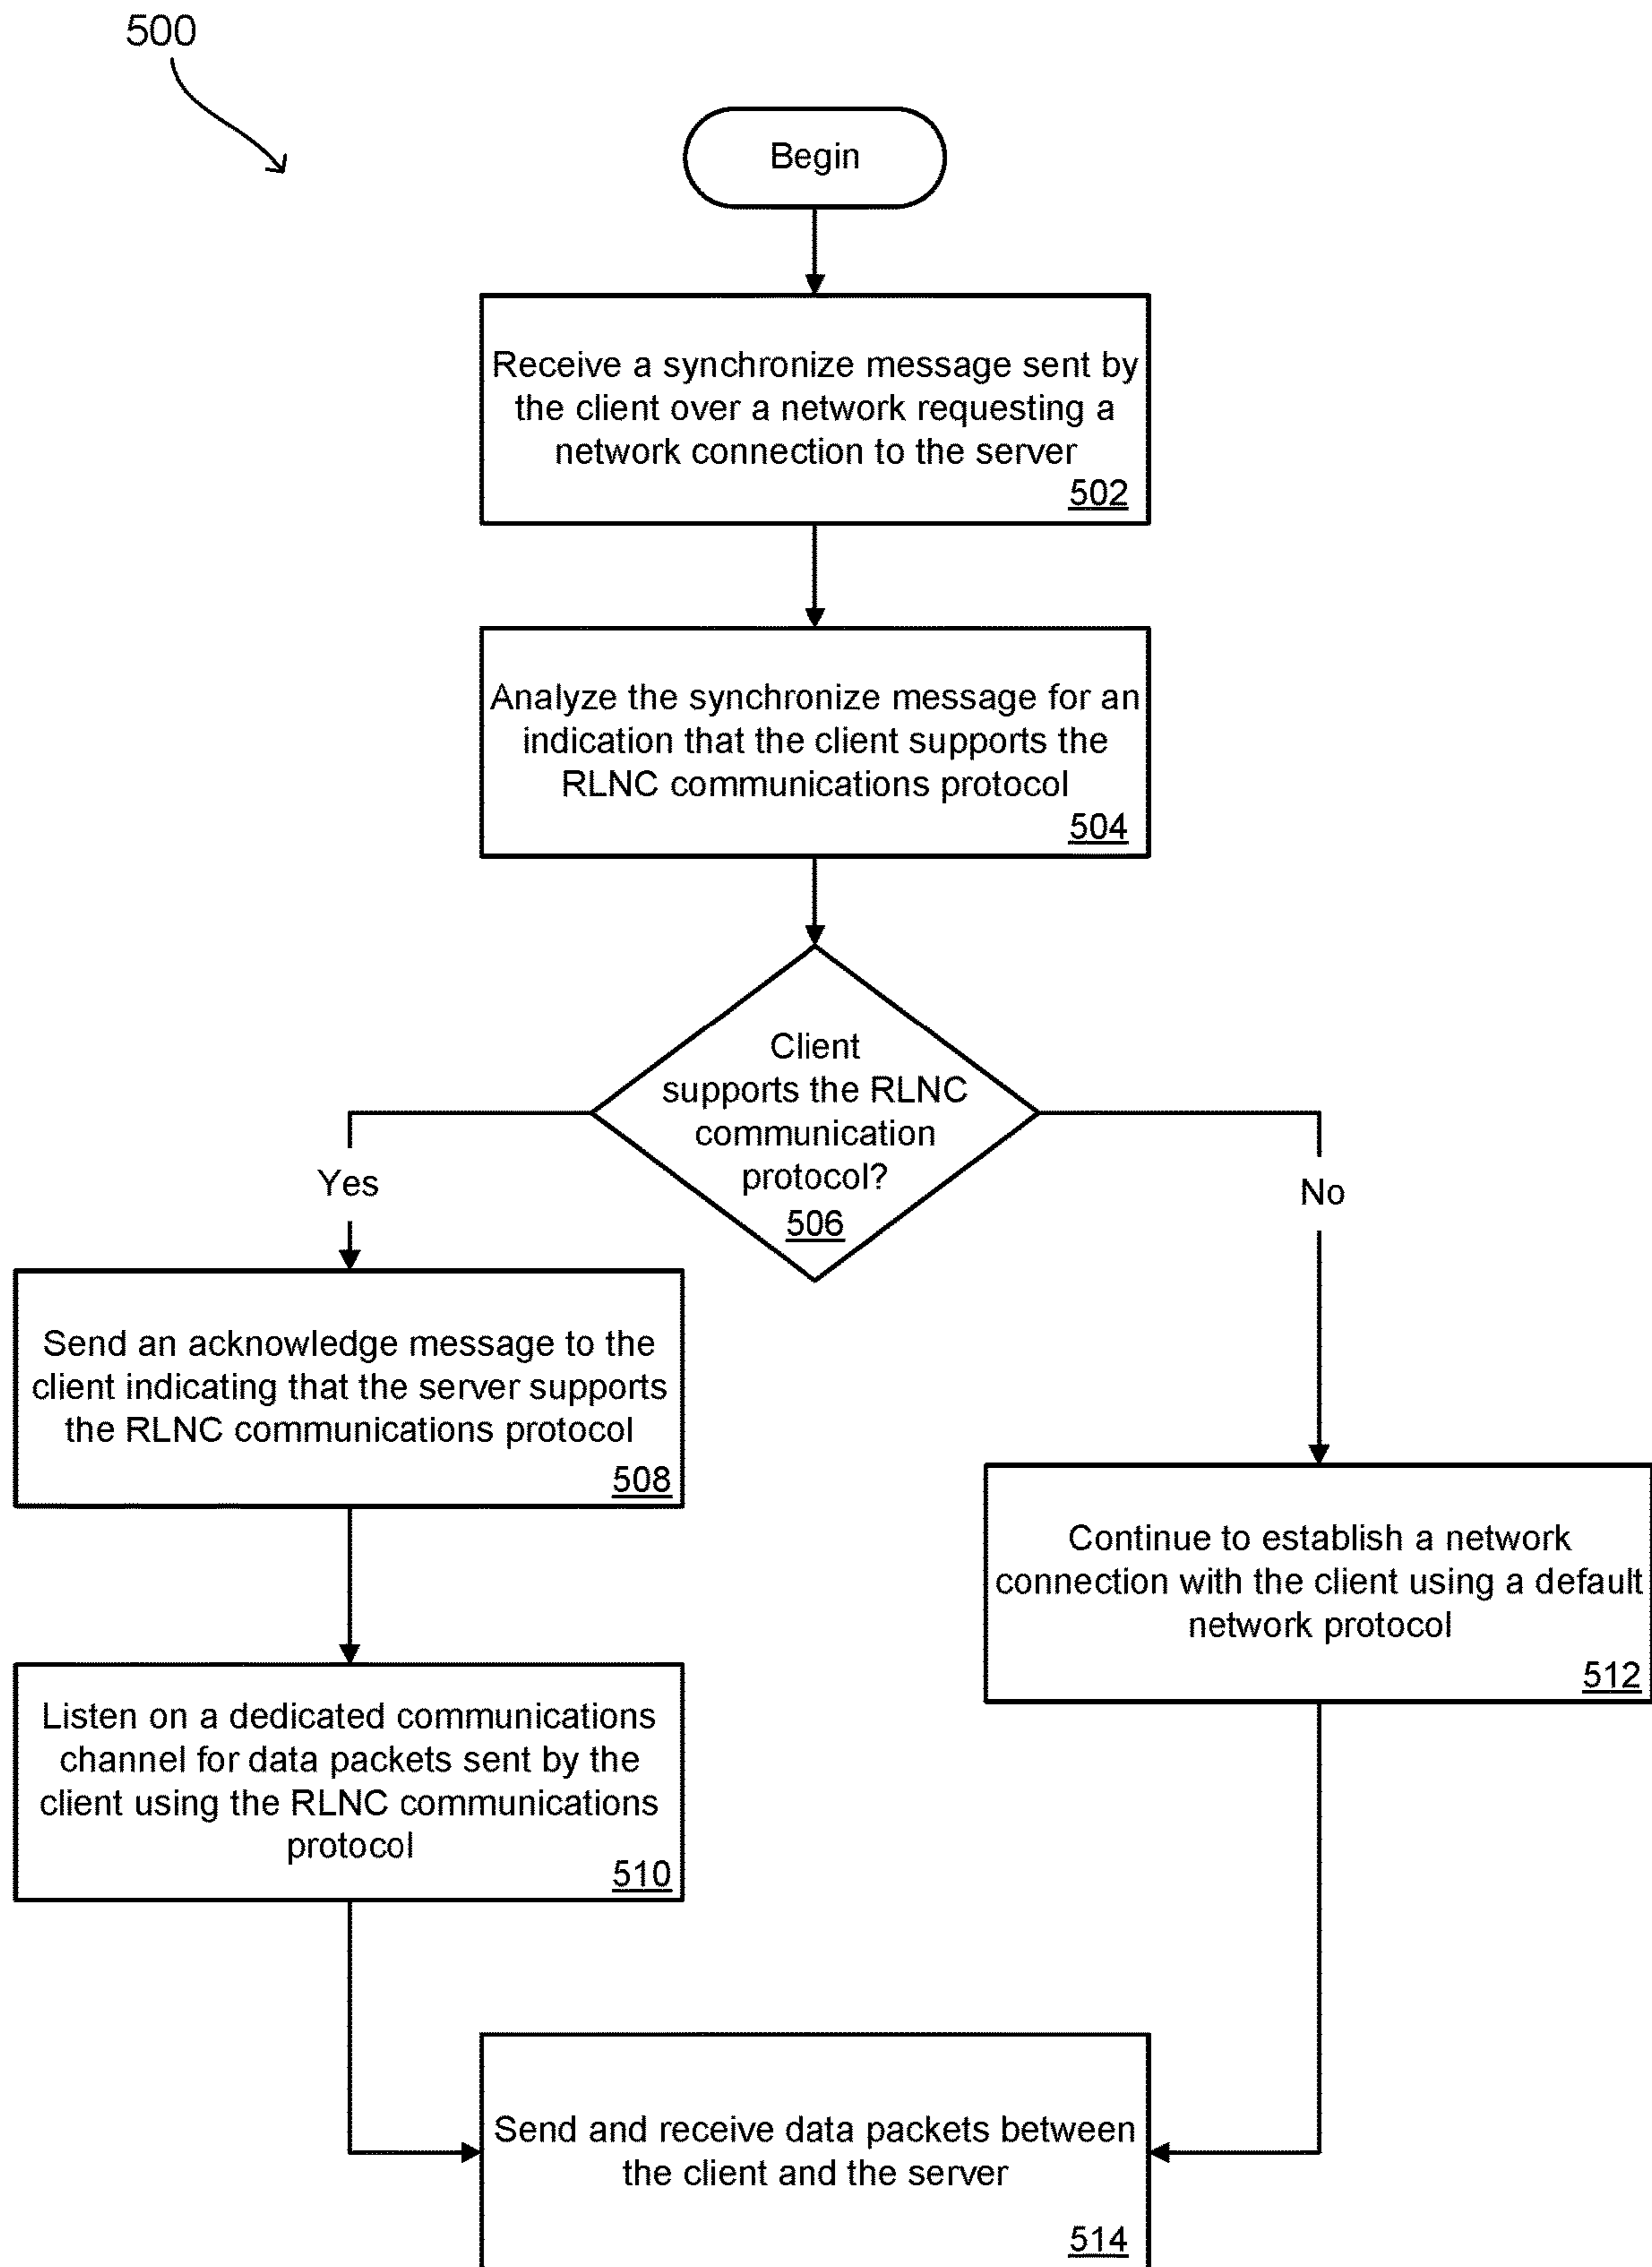 500
Begin
Receive a synchronize message sent by
the client over a network requesting a
network connection to the server
502
Analyze the synchronize message for an
indication that the client supports the
RLNC communications protocol
504
Client
supports the RLNC
communication
protocol?
506
Yes
No
Send an acknowledge message to the
client indicating that the server supports
the RLNC communications protocol
508
Continue to establish a network
connection with the client using a default
network protocol
512
Listen on a dedicated communications
channel for data packets sent by the
client using the RLNC communications
protocol
510
Send and receive data packets between
the client and the server
514